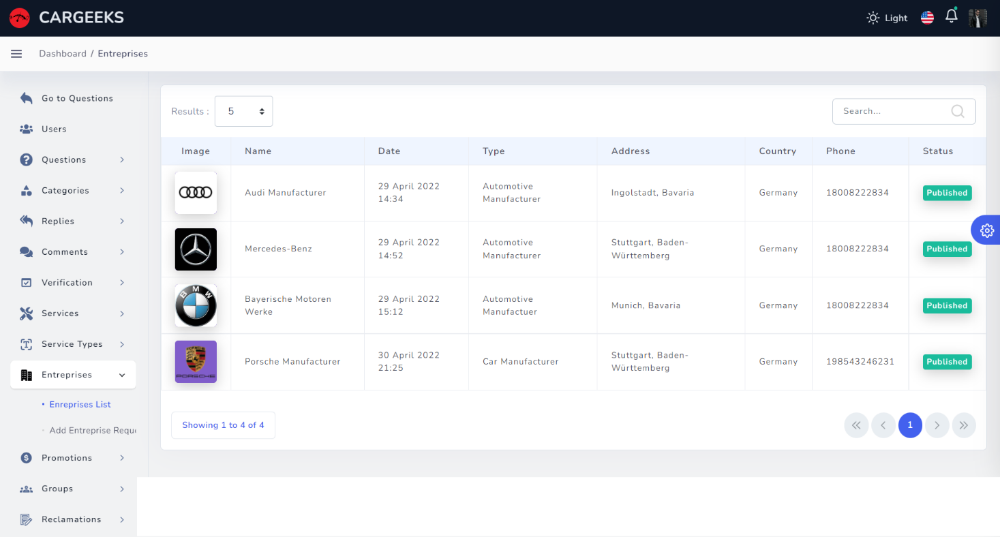 CARGEEKS
Light
Dashboard / Entreprises
Go to Questions
Users
Questions
Categories
Replies
Comments
Verification
Services
Service Types
Entreprises
Enreprises List
Add Entreprise Reque
Promotions
Groups
Reclamations
Results : 5
Search...
Image Name Date Type Address Country Phone Status
Audi Manufacturer
29 April 2022
14:34
Automotive
Manufacturer
Ingolstadt, Bavaria
Germany
18008222834
Published
Mercedes-Benz
29 April 2022
14:52
Automotive
Manufacturer
Stuttgart, Baden-
Württemberg
Germany
18008222834
Published
BMW
Bayerische Motoren
Werke
29 April 2022
15:12
Automotive
Manufactuer
Munich, Bavaria
Germany
18008222834
Published
PORSCHE
Porsche Manufacturer
30 April 2022
21:25
Car Manufacturer
Stuttgart, Baden-
Württemberg
Germany
198543246231
Published
Showing 1 to 4 of 4
1